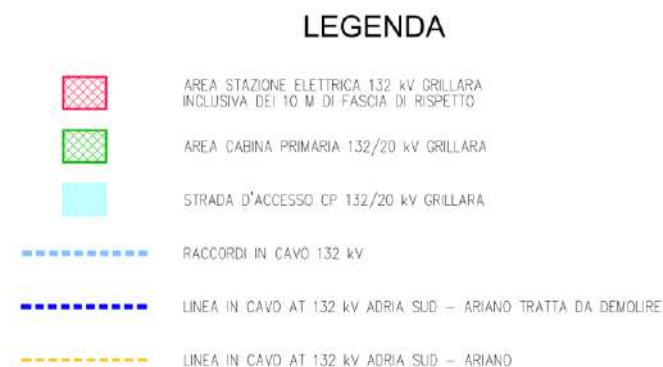 LEGENDA
AREA STAZIONE ELETTRICA 132 kV GRILLARA
INCLUSIVA DEI 10 M DI FASCIA DI RISPETTO
AREA CABINA PRIMARIA 132/20 kV GRILLARA
STRADA D'ACCESSO CP 132/20 kV GRILLARA
RACCORDI IN CAVO 132 kV
LINEA IN CAVO AT 132 kV ADRIA SUD – ARIANO TRATTA DA DEMOLIRE
LINEA IN CAVO AT 132 kV ADRIA SUD – ARIANO